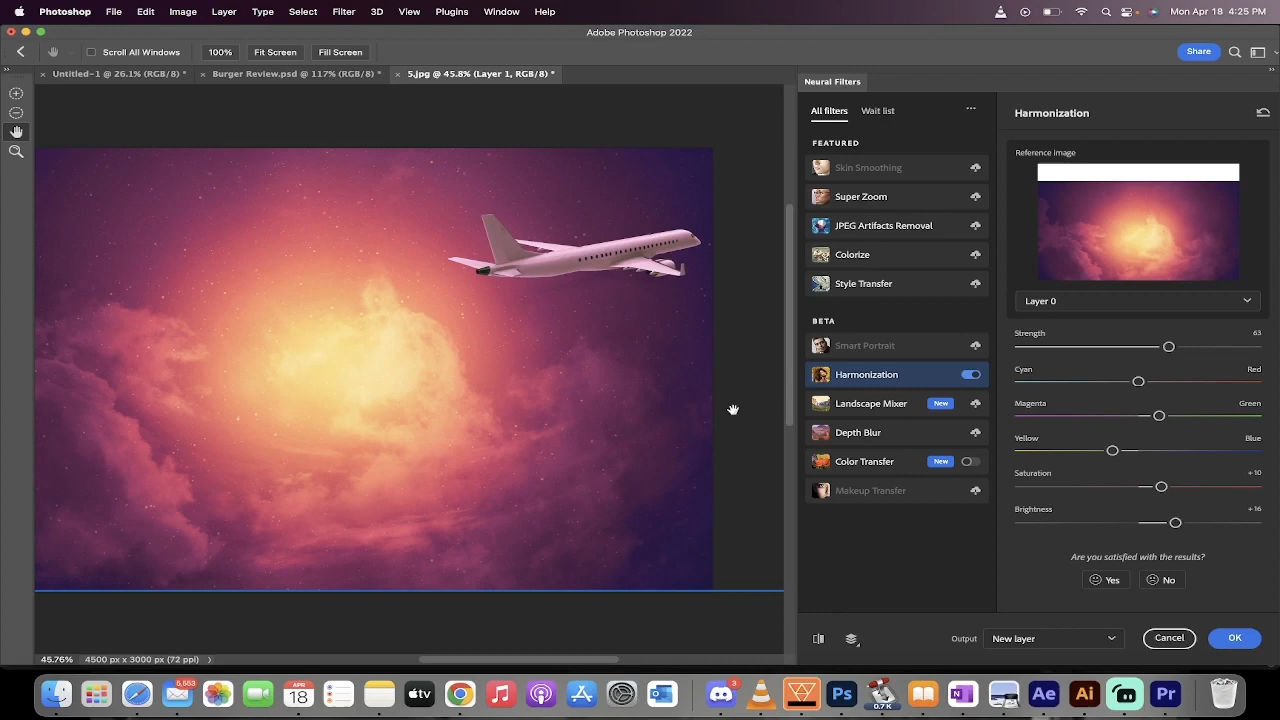 Photoshop File Edit Image Layer Type Select Filter 3D View Plugins Window Help Mon Apr 18 4:25 PM
Adobe Photoshop 2022
Scroll All Windows 100% Fit Screen Fill Screen Share
Untitled-1 @ 26.1% (RGB/8) * Burger Review.psd @ 117% (RGB/8) * 5.jpg @ 45.8% (Layer 1, RGB/8) *
Neural Filters
All filters Wait list
Harmonization
FEATURED
Reference image
Skin Smoothing
Super Zoom
JPEG Artifacts Removal
Colorize
Style Transfer
Layer 0
BETA
Strength 63
Smart Portrait
Cyan Red
Harmonization
Landscape Mixer New
Magenta Green
Depth Blur
Yellow Blue
Color Transfer New
Saturation +10
Makeup Transfer
Brightness +16
Are you satisfied with the results?
Yes No
Output New layer Cancel OK
45.76% 4500 px x 3000 px (72 ppi)
5,553
APR
18
tv
3
Ps
0.7 K
N
Ae
Ai
Pr